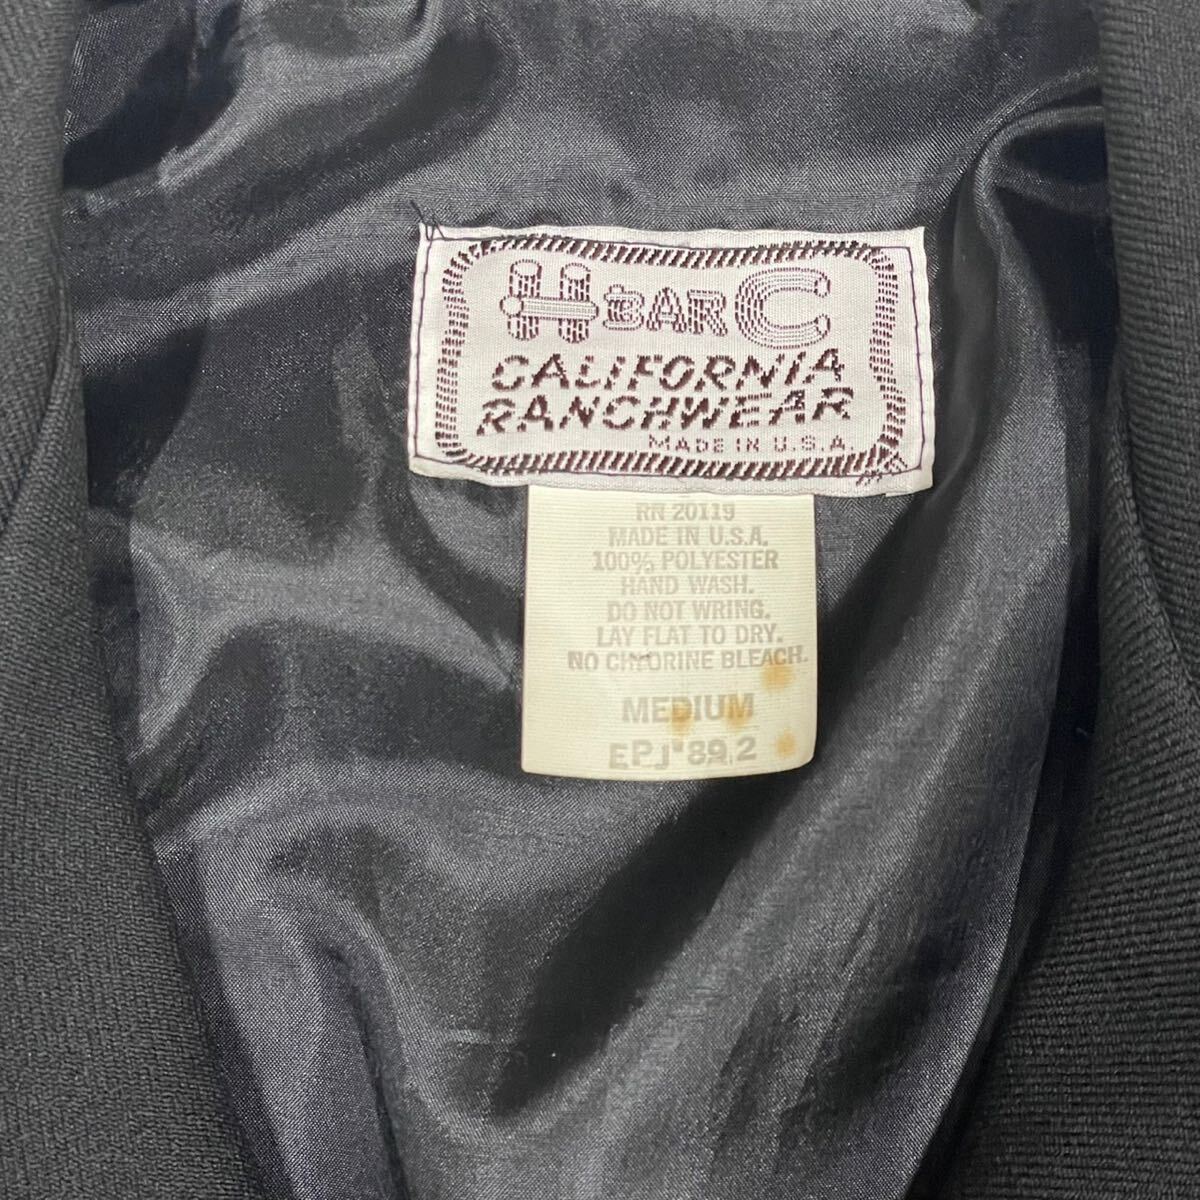 H BAR C
CALIFORNIA
RANCHWEAR
MADE IN U.S.A.
RN 20119
MADE IN U.S.A.
100% POLYESTER
HAND WASH.
DO NOT WRING.
LAY FLAT TO DRY.
NO CHLORINE BLEACH.
MEDIUM
EPJ 89.2